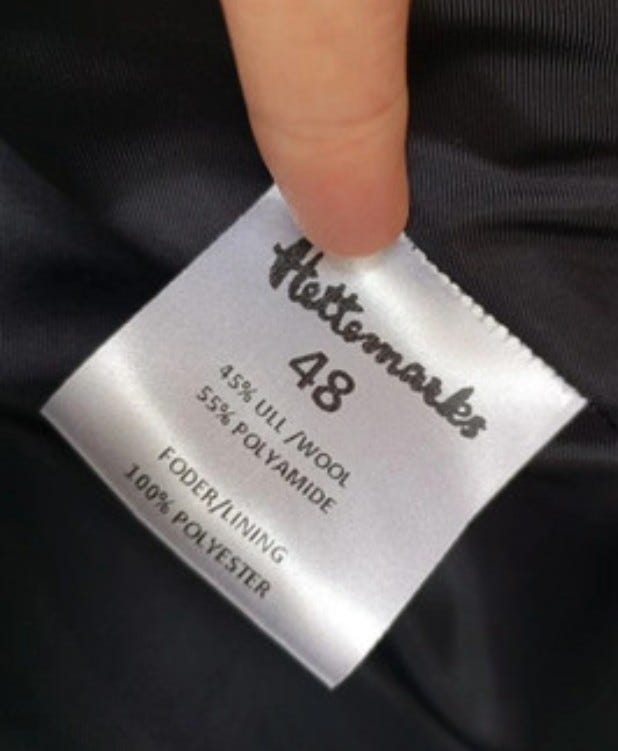 Hettemarks
48
45% ULL /WOOL
55% POLYAMIDE
FODER/LINING
100% POLYESTER